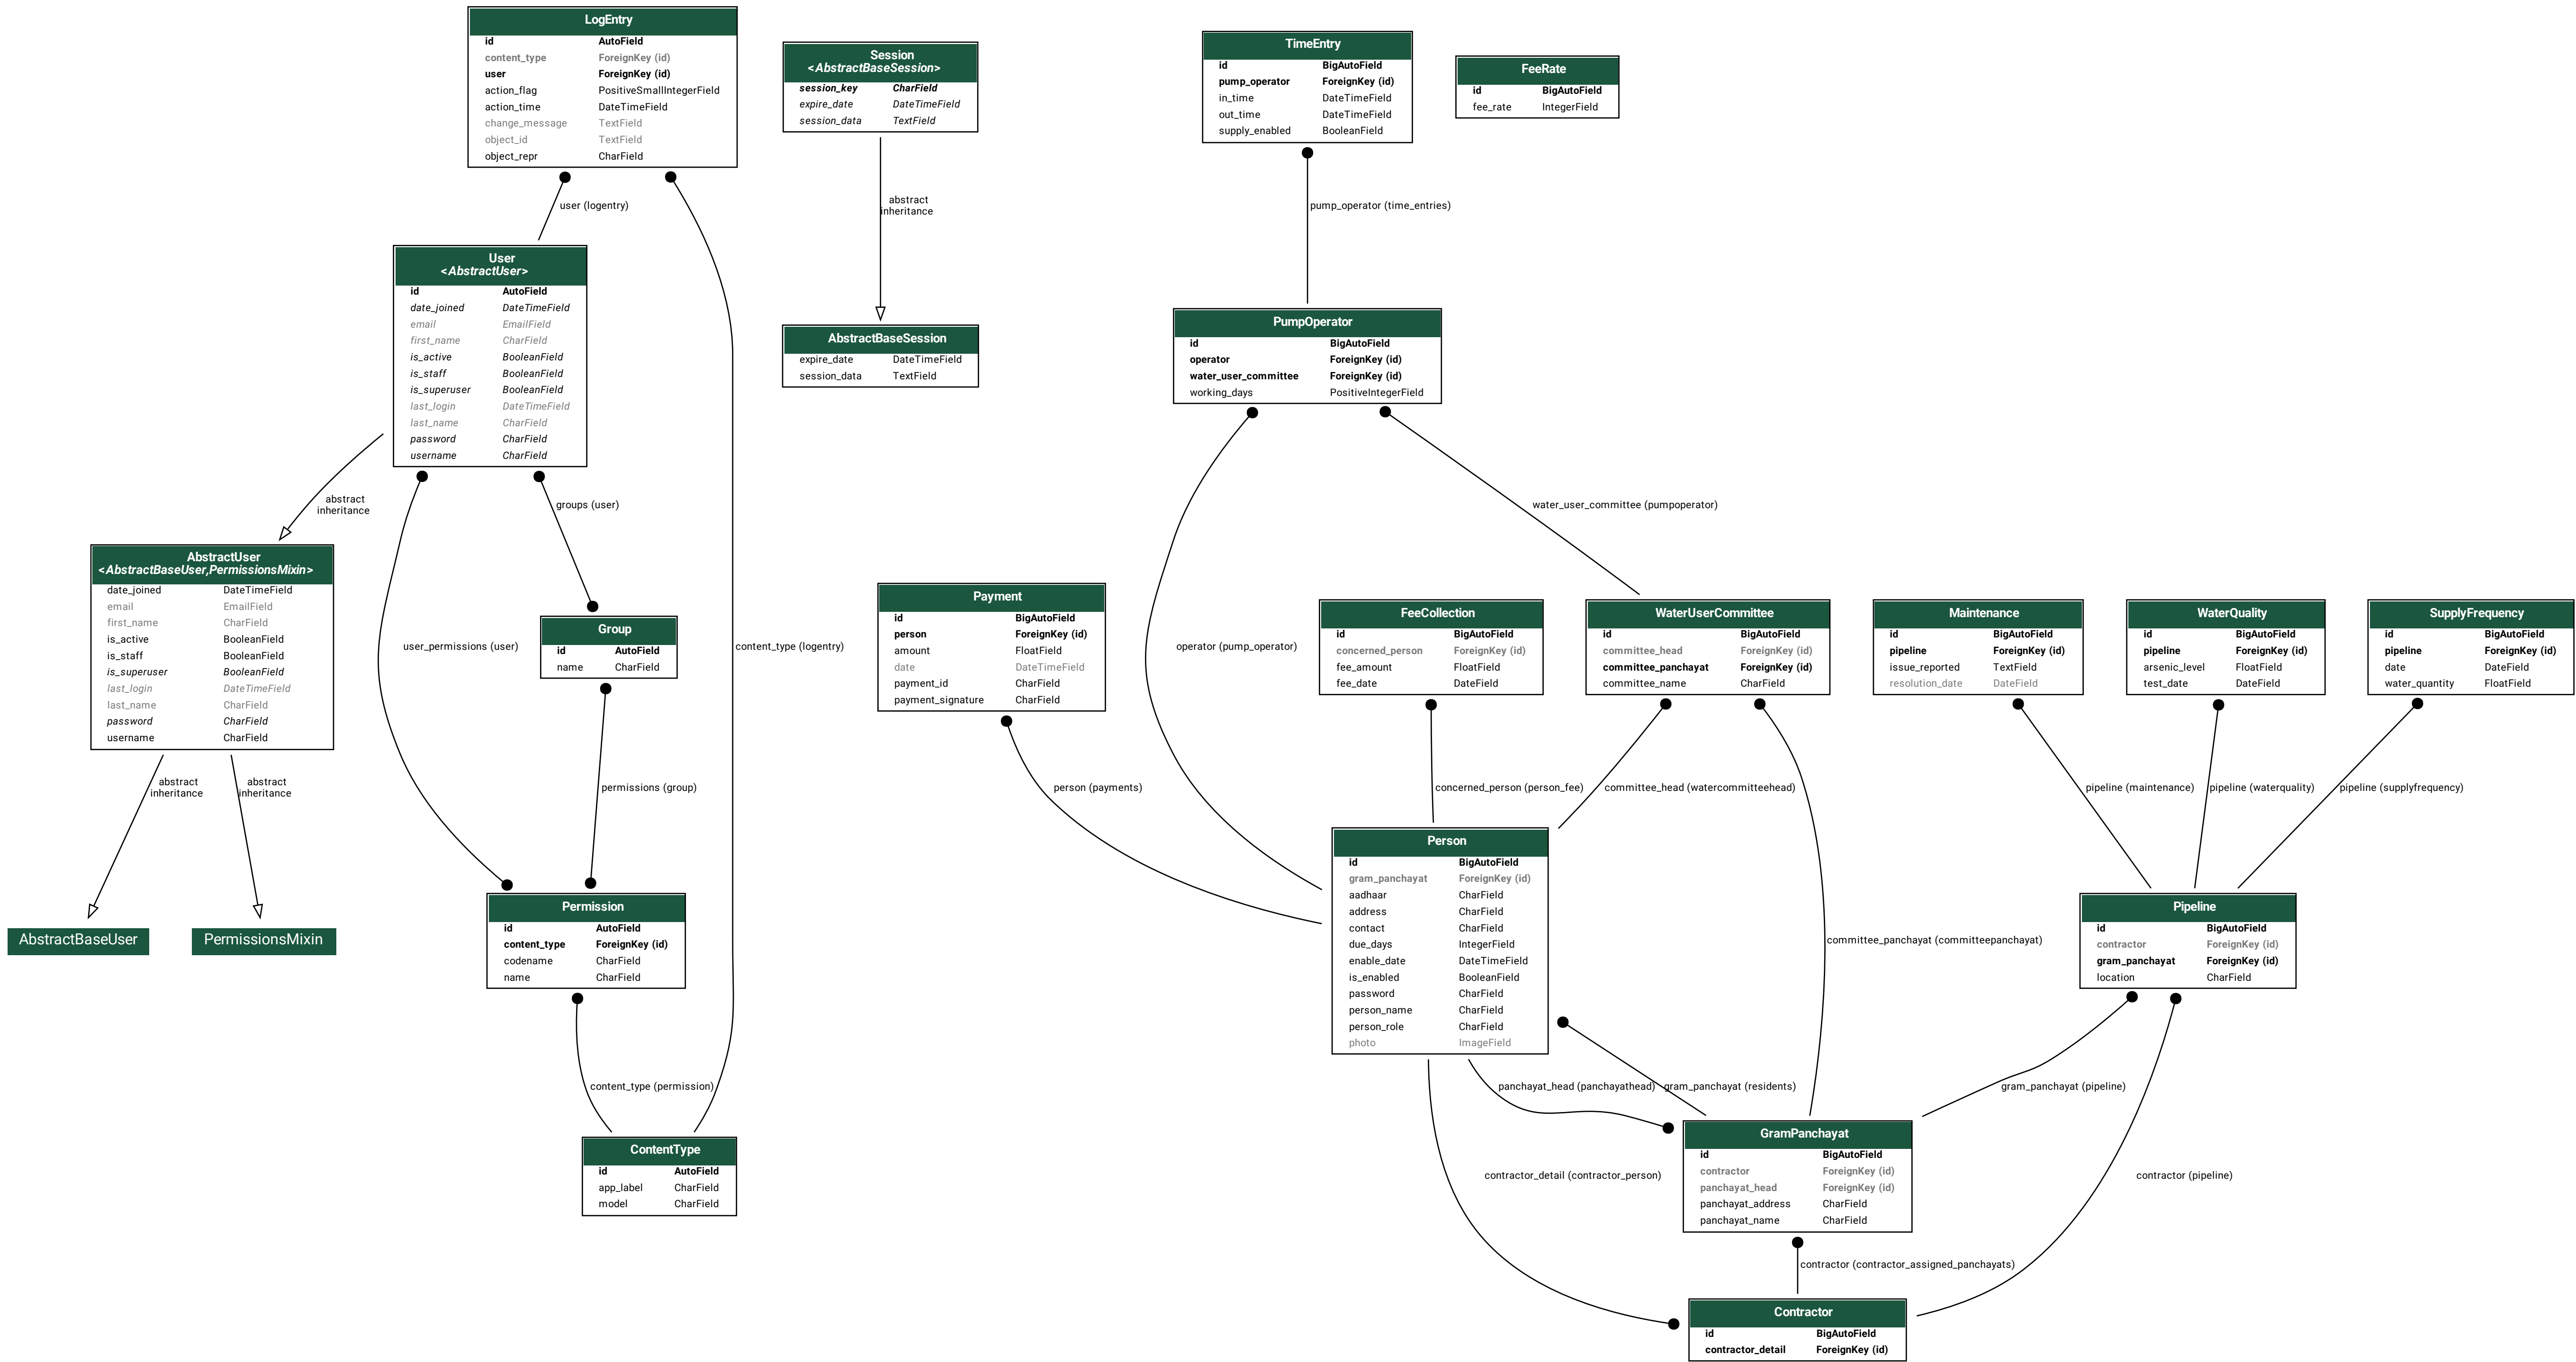 LogEntry
id AutoField
content_type ForeignKey (id)
user ForeignKey (id)
action_flag PositiveSmallIntegerField
action_time DateTimeField
change_message TextField
object_id TextField
object_repr CharField
Session
<AbstractBaseSession>
session_key CharField
expire_date DateTimeField
session_data TextField
TimeEntry
id BigAutoField
pump_operator ForeignKey (id)
in_time DateTimeField
out_time DateTimeField
supply_enabled BooleanField
FeeRate
id BigAutoField
fee_rate IntegerField
user (logentry)
abstract
inheritance
pump_operator (time_entries)
User
<AbstractUser>
id AutoField
date_joined DateTimeField
email EmailField
first_name CharField
is_active BooleanField
is_staff BooleanField
is_superuser BooleanField
last_login DateTimeField
last_name CharField
password CharField
username CharField
AbstractBaseSession
expire_date DateTimeField
session_data TextField
PumpOperator
id BigAutoField
operator ForeignKey (id)
water_user_committee ForeignKey (id)
working_days PositiveIntegerField
abstract
inheritance
groups (user)
water_user_committee (pumpoperator)
AbstractUser
<AbstractBaseUser,PermissionsMixin>
date_joined DateTimeField
email EmailField
first_name CharField
is_active BooleanField
is_staff BooleanField
is_superuser BooleanField
last_login DateTimeField
last_name CharField
password CharField
username CharField
user_permissions (user)
Group
id AutoField
name CharField
content_type (logentry)
Payment
id BigAutoField
person ForeignKey (id)
amount FloatField
date DateTimeField
payment_id CharField
payment_signature CharField
operator (pump_operator)
FeeCollection
id BigAutoField
concerned_person ForeignKey (id)
fee_amount FloatField
fee_date DateField
WaterUserCommittee
id BigAutoField
committee_head ForeignKey (id)
committee_panchayat ForeignKey (id)
committee_name CharField
Maintenance
id BigAutoField
pipeline ForeignKey (id)
issue_reported TextField
resolution_date DateField
WaterQuality
id BigAutoField
pipeline ForeignKey (id)
arsenic_level FloatField
test_date DateField
SupplyFrequency
id BigAutoField
pipeline ForeignKey (id)
date DateField
water_quantity FloatField
abstract
inheritance
abstract
inheritance
permissions (group)
person (payments)
concerned_person (person_fee)
committee_head (watercommitteehead)
pipeline (maintenance)
pipeline (waterquality)
pipeline (supplyfrequency)
AbstractBaseUser
PermissionsMixin
Permission
id AutoField
content_type ForeignKey (id)
codename CharField
name CharField
Person
id BigAutoField
gram_panchayat ForeignKey (id)
aadhaar CharField
address CharField
contact CharField
due_days IntegerField
enable_date DateTimeField
is_enabled BooleanField
password CharField
person_name CharField
person_role CharField
photo ImageField
committee_panchayat (committeepanchayat)
Pipeline
id BigAutoField
contractor ForeignKey (id)
gram_panchayat ForeignKey (id)
location CharField
content_type (permission)
panchayat_head (panchayathead)
gram_panchayat (residents)
gram_panchayat (pipeline)
ContentType
id AutoField
app_label CharField
model CharField
contractor_detail (contractor_person)
GramPanchayat
id BigAutoField
contractor ForeignKey (id)
panchayat_head ForeignKey (id)
panchayat_address CharField
panchayat_name CharField
contractor (pipeline)
contractor (contractor_assigned_panchayats)
Contractor
id BigAutoField
contractor_detail ForeignKey (id)